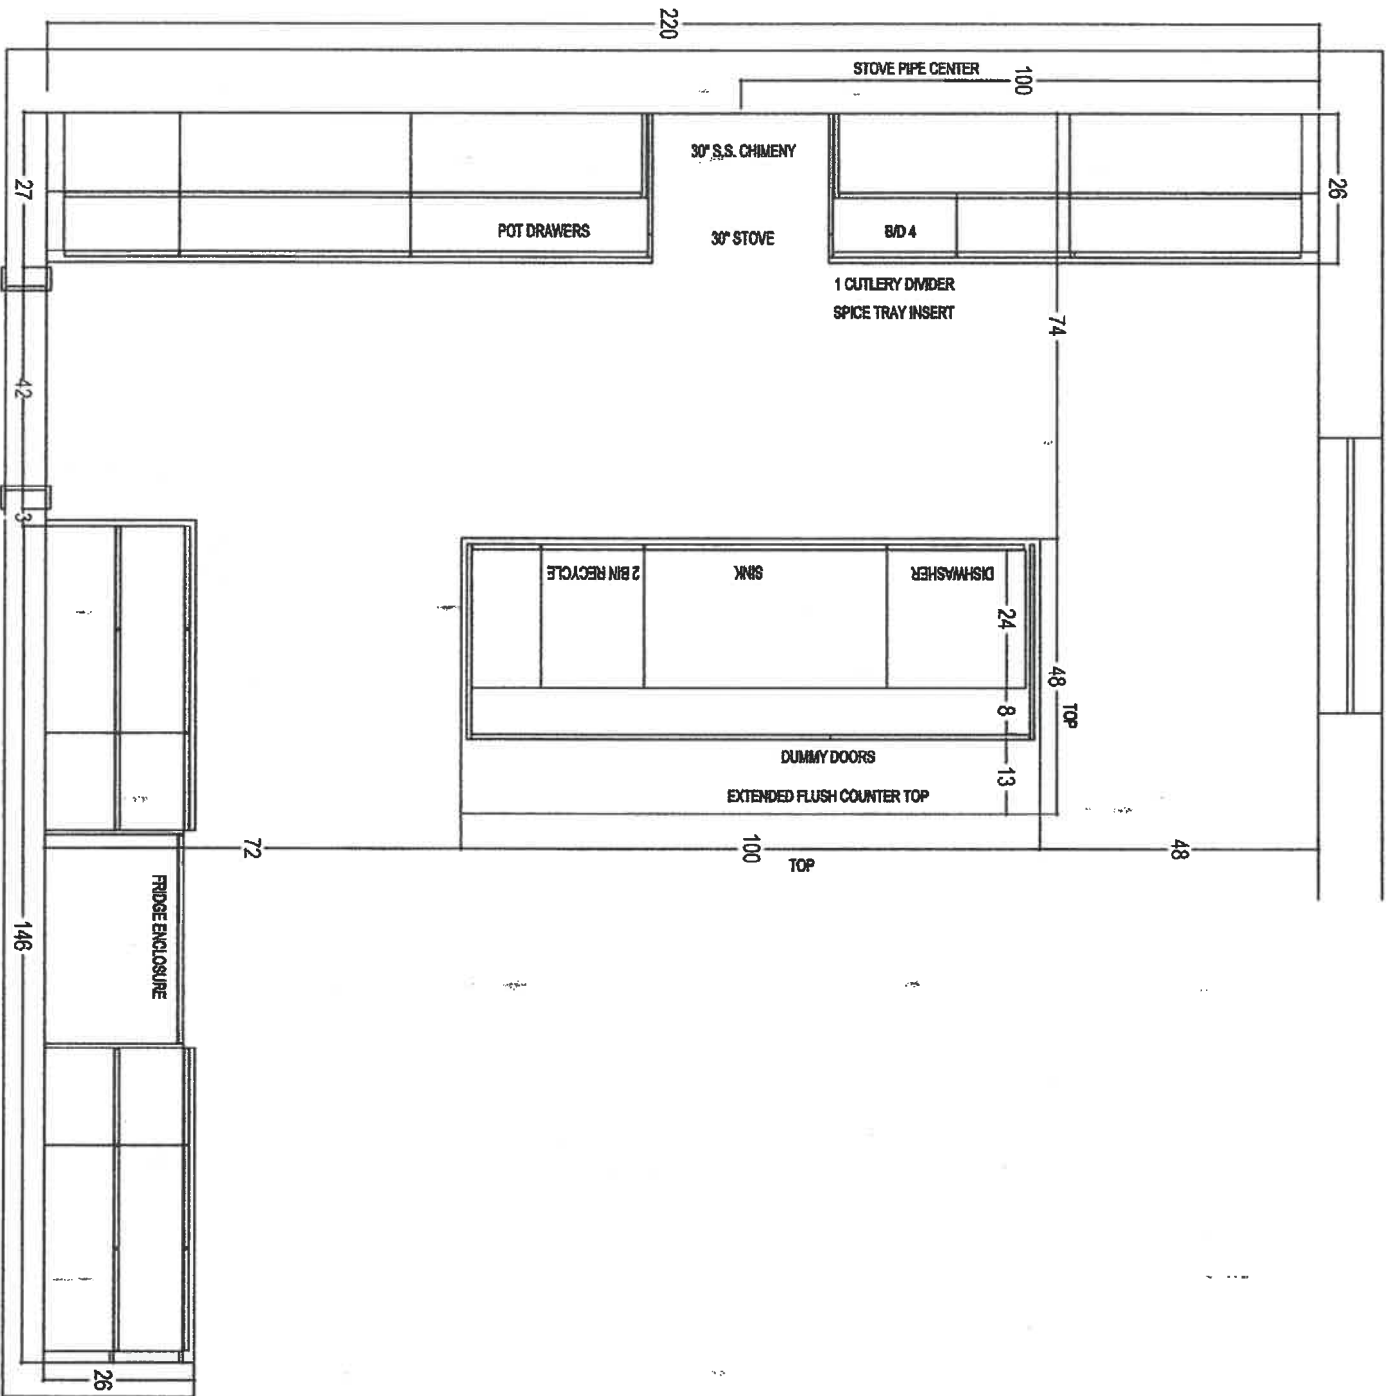 220
STOVE PIPE CENTER
100
30" S.S. CHIMENY
27
26
POT DRAWERS
30" STOVE
B/D 4
1 CUTLERY DIVIDER
SPICE TRAY INSERT
74
42
3
2 BIN RECYCLE
SINK
DISHWASHER
24
48
TOP
8
DUMMY DOORS
13
EXTENDED FLUSH COUNTER TOP
72
100
TOP
48
FRIDGE ENCLOSURE
146
26